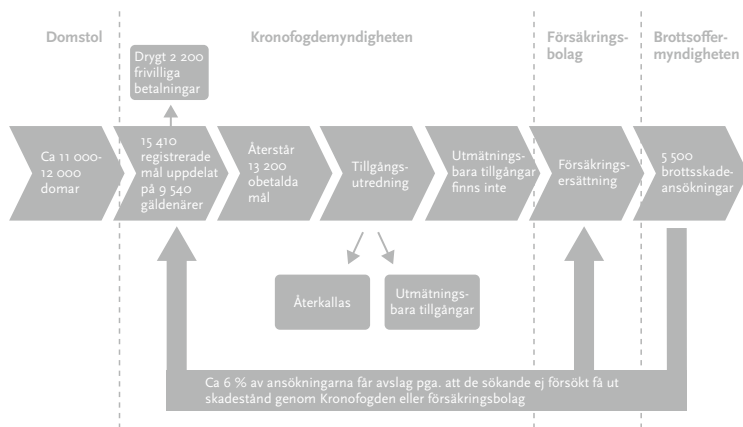 Domstol
Kronofogdemyndigheten
Försäkrings-
bolag
Brottsoffer-
myndigheten
Drygt 2 200
frivilliga
betalningar
Ca 11 000-
12 000
domar
15 410
registrerade
mål uppdelat
på 9 540
gäldenärer
Återstår
13 200
obetalda
mål
Tillgångs-
utredning
Utmätnings-
bara tillgångar
finns inte
Försäkrings-
ersättning
5 500
brottsskade-
ansökningar
Återkallas
Utmätnings-
bara tillgångar
Ca 6 % av ansökningarna får avslag pga. att de sökande ej försökt få ut
skadestånd genom Kronofogden eller försäkringsbolag